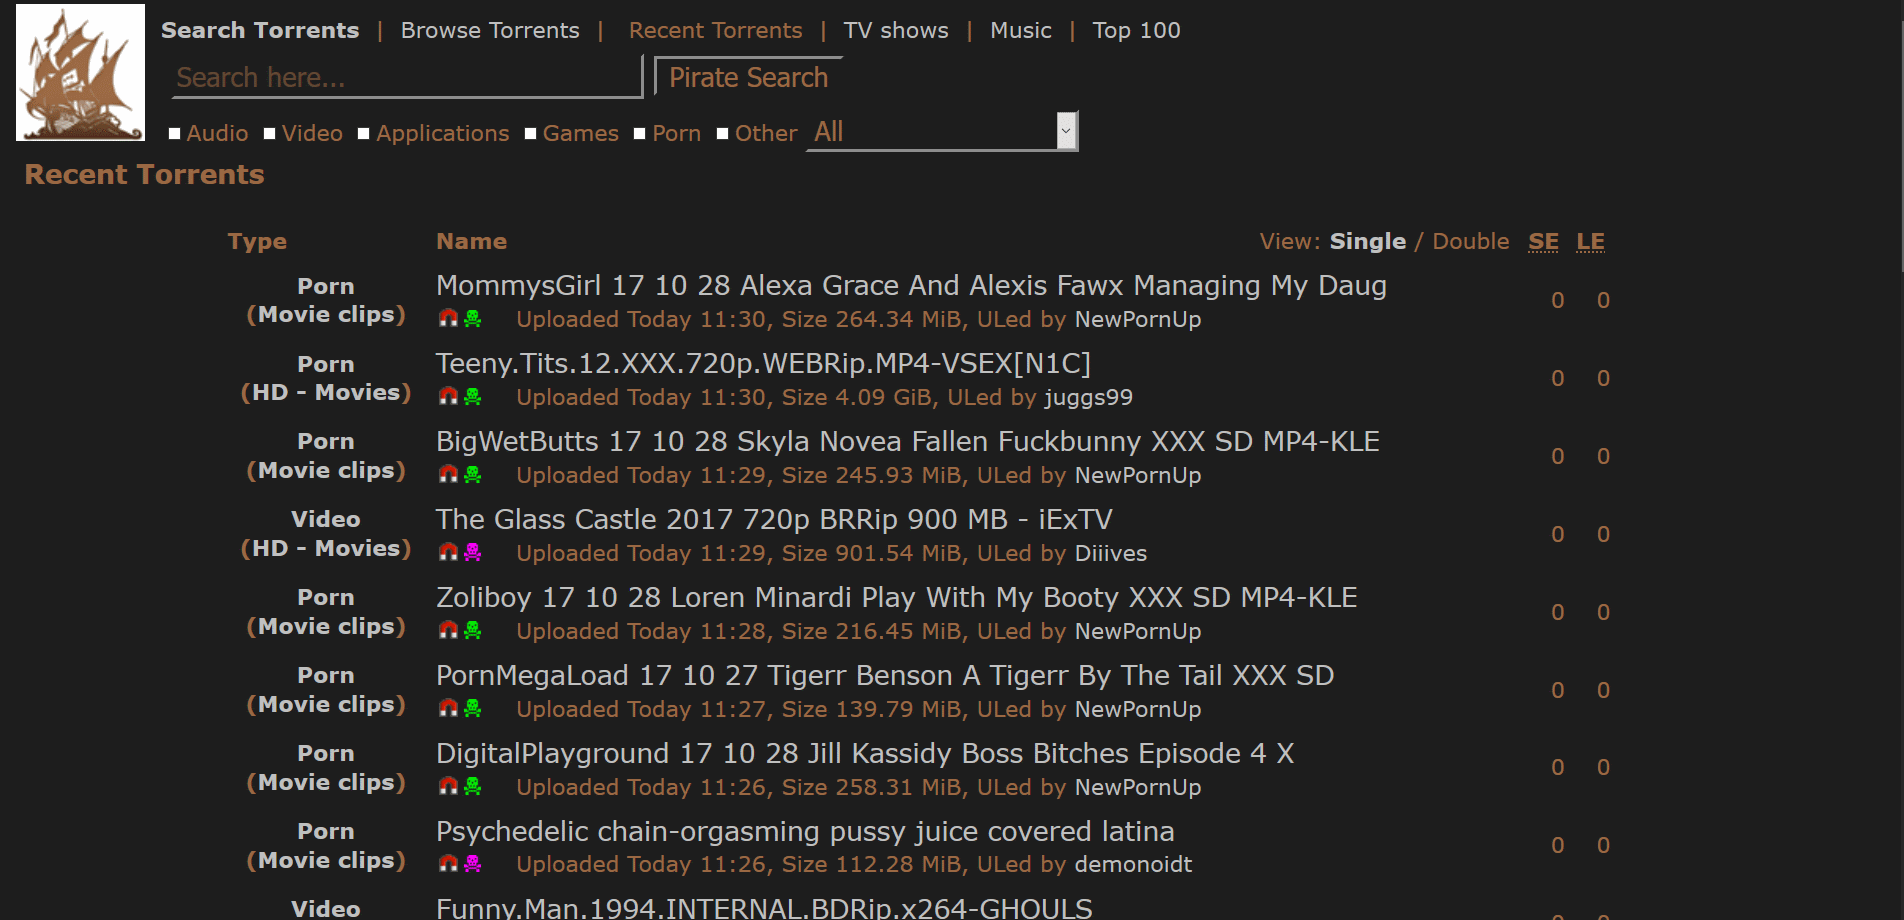 Search Torrents | Browse Torrents | Recent Torrents | TV shows | Music | Top 100
Search here... Pirate Search
Audio Video Applications Games Porn Other All
Recent Torrents
Type Name View: Single / Double SE LE
Porn MommysGirl 17 10 28 Alexa Grace And Alexis Fawx Managing My Daug
(Movie clips) Uploaded Today 11:30, Size 264.34 MiB, ULed by NewPornUp 0 0
Porn Teeny.Tits.12.XXX.720p.WEBRip.MP4-VSEX[N1C]
(HD - Movies) Uploaded Today 11:30, Size 4.09 GiB, ULed by juggs99 0 0
Porn BigWetButts 17 10 28 Skyla Novea Fallen Fuckbunny XXX SD MP4-KLE
(Movie clips) Uploaded Today 11:29, Size 245.93 MiB, ULed by NewPornUp 0 0
Video The Glass Castle 2017 720p BRRip 900 MB - iExTV
(HD - Movies) Uploaded Today 11:29, Size 901.54 MiB, ULed by Diiives 0 0
Porn Zoliboy 17 10 28 Loren Minardi Play With My Booty XXX SD MP4-KLE
(Movie clips) Uploaded Today 11:28, Size 216.45 MiB, ULed by NewPornUp 0 0
Porn PornMegaLoad 17 10 27 Tigerr Benson A Tigerr By The Tail XXX SD
(Movie clips) Uploaded Today 11:27, Size 139.79 MiB, ULed by NewPornUp 0 0
Porn DigitalPlayground 17 10 28 Jill Kassidy Boss Bitches Episode 4 X
(Movie clips) Uploaded Today 11:26, Size 258.31 MiB, ULed by NewPornUp 0 0
Porn Psychedelic chain-orgasming pussy juice covered latina
(Movie clips) Uploaded Today 11:26, Size 112.28 MiB, ULed by demonoidt 0 0
Video Funny.Man.1994.INTERNAL.BDRip.x264-GHOULS